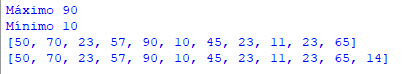 Máximo 90
Mínimo 10
[50, 70, 23, 57, 90, 10, 45, 23, 11, 23, 65]
[50, 70, 23, 57, 90, 10, 45, 23, 11, 23, 65, 14]